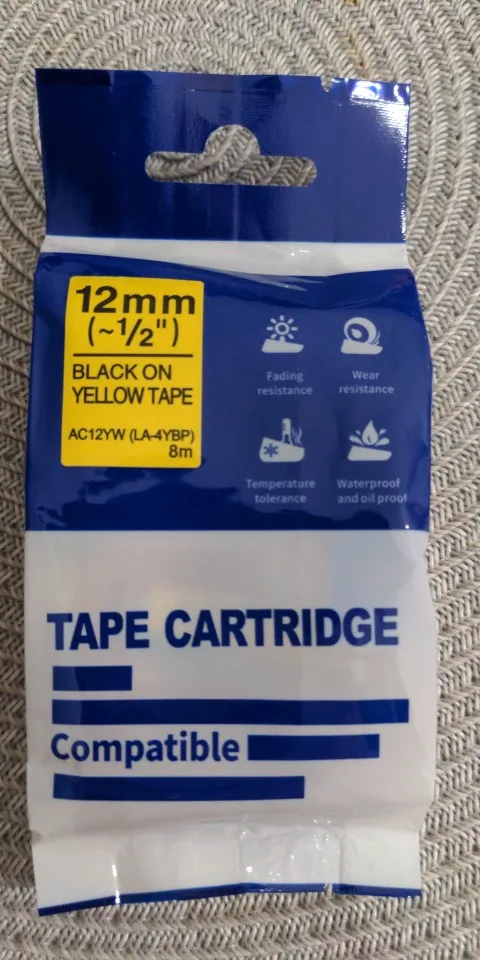 12mm
(~1/2")
BLACK ON
YELLOW TAPE
AC12YW (LA-4YBP)
8m
Fading
resistance
Wear
resistance
Temperature
tolerance
Waterproof
and oil proof
TAPE CARTRIDGE
Compatible